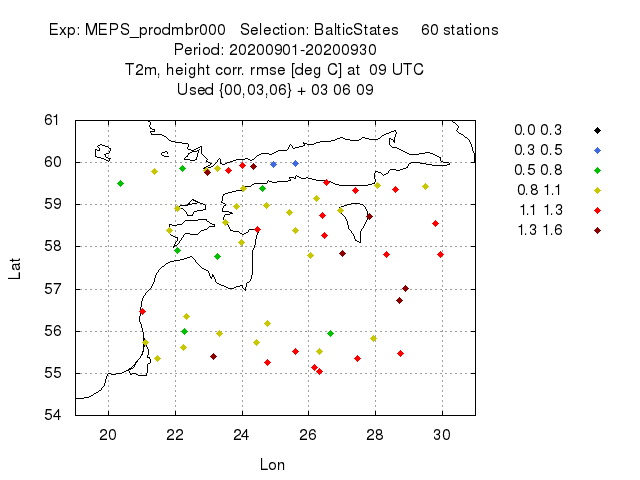 Exp: MEPS_prodmbr000   Selection: BalticStates     60 stations
Period: 20200901-20200930
T2m, height corr. rmse [deg C] at  09 UTC
Used {00,03,06} + 03 06 09
61
60
59
58
57
56
55
54
Lat
20 22 24 26 28 30
Lon
0.0 0.3
0.3 0.5
0.5 0.8
0.8 1.1
1.1 1.3
1.3 1.6